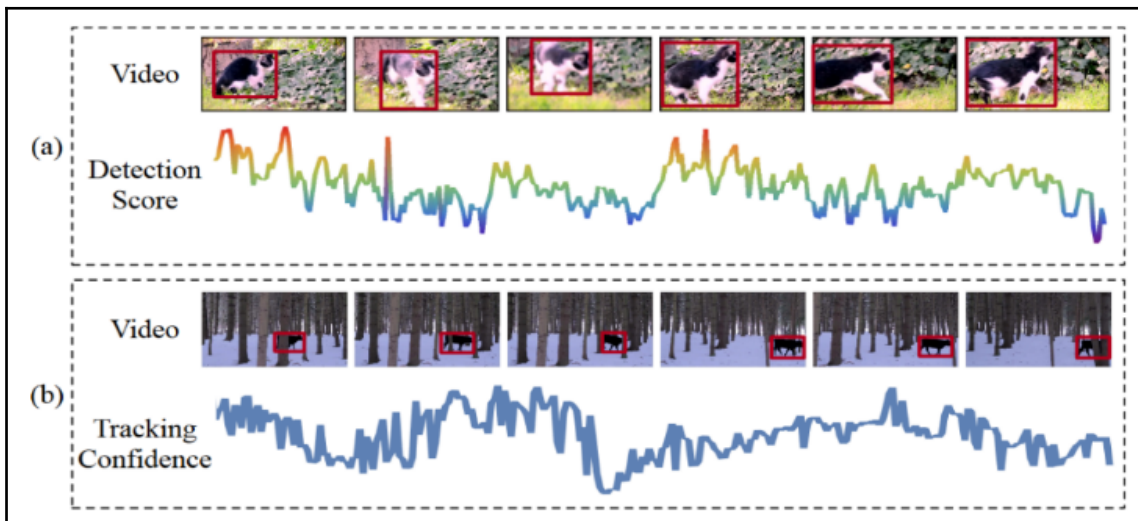 Video
(a)
Detection
Score
Video
(b)
Tracking
Confidence